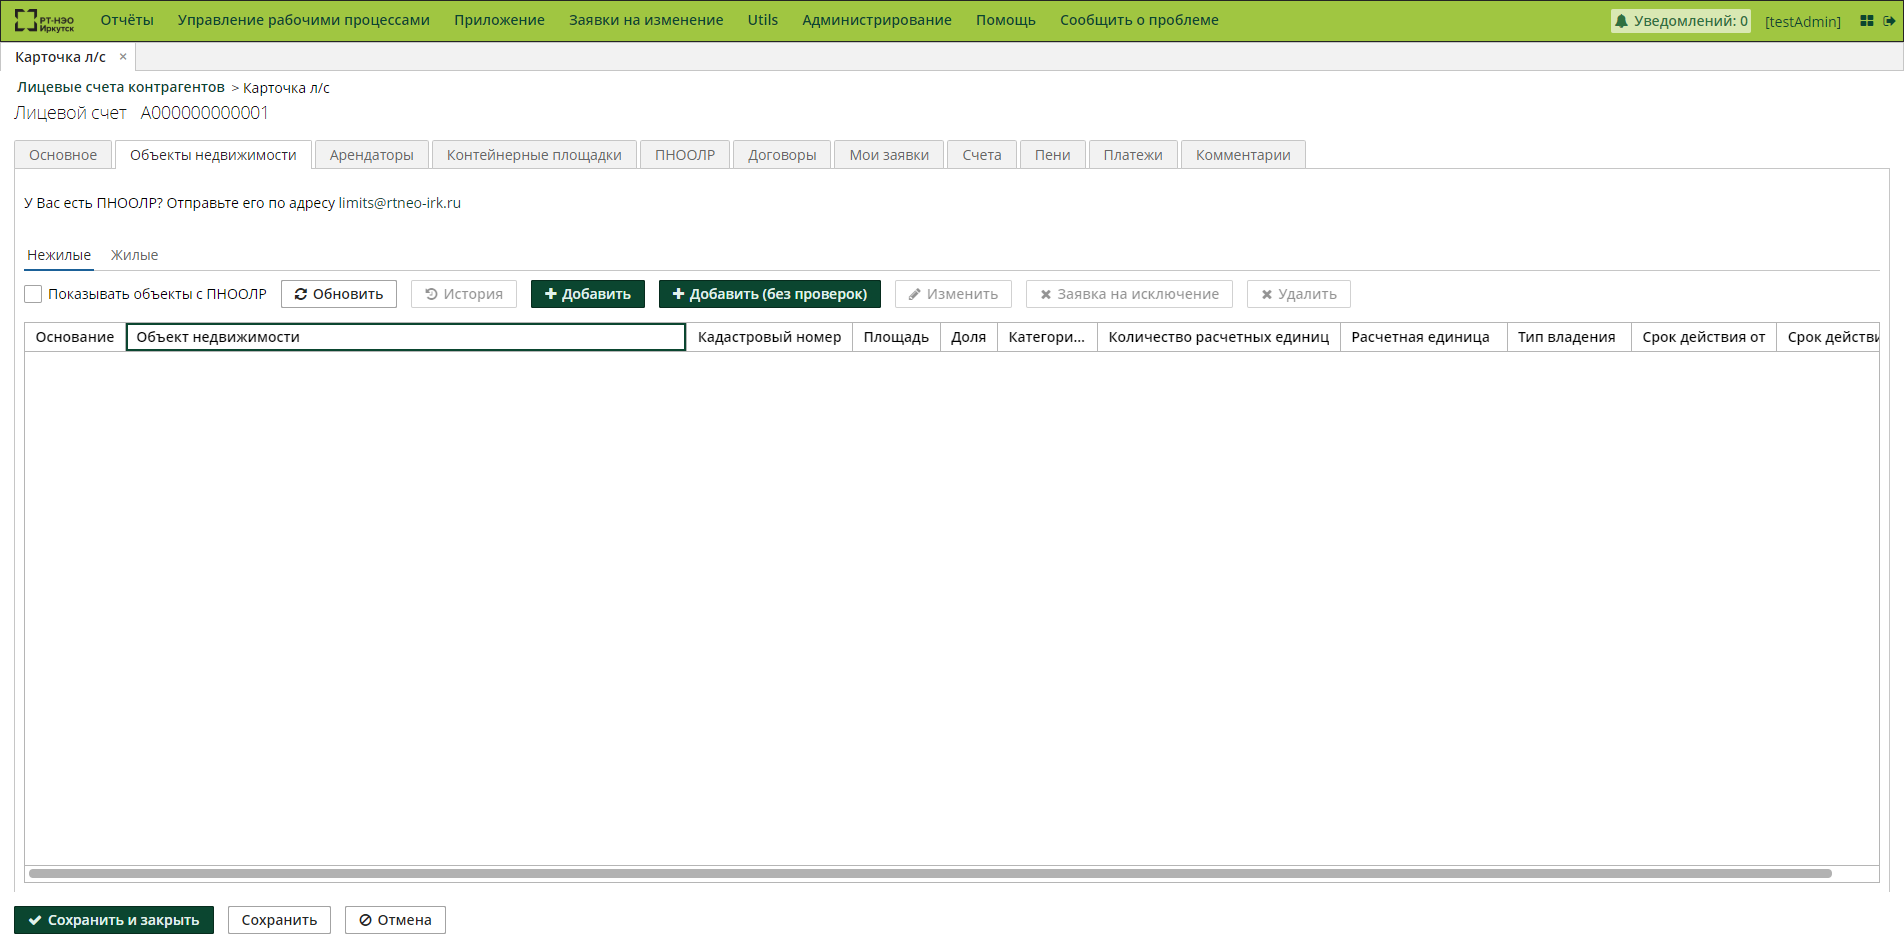 РТ-НЭО Иркутск Отчёты Управление рабочими процессами Приложение Заявки на изменение Utils Администрирование Помощь Сообщить о проблеме Уведомлений: 0 [testAdmin]
Карточка л/с ×
Лицевые счета контрагентов > Карточка л/с
Лицевой счет A000000000001
Основное Объекты недвижимости Арендаторы Контейнерные площадки ПНООЛР Договоры Мои заявки Счета Пени Платежи Комментарии
У Вас есть ПНООЛР? Отправьте его по адресу limits@rtneo-irk.ru
Нежилые Жилые
Показывать объекты с ПНООЛР Обновить История Добавить Добавить (без проверок) Изменить Заявка на исключение Удалить
Основание Объект недвижимости Кадастровый номер Площадь Доля Категори... Количество расчетных единиц Расчетная единица Тип владения Срок действия от Срок действи
Сохранить и закрыть Сохранить Отмена